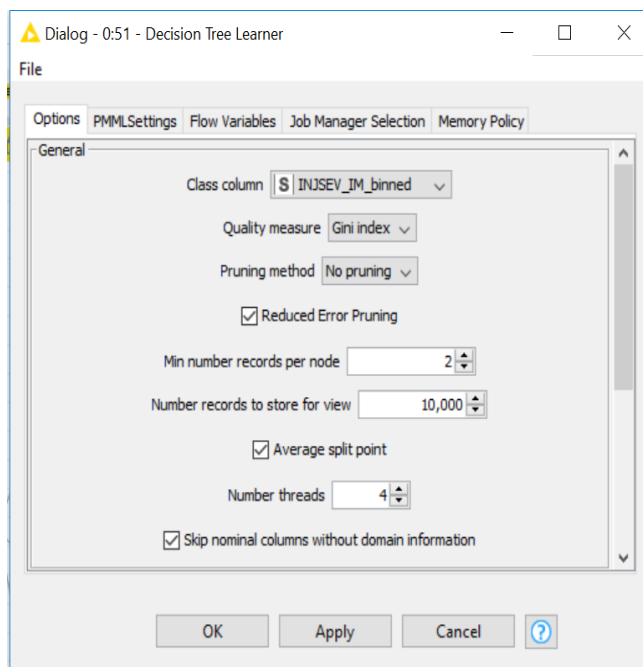 Dialog - 0:51 - Decision Tree Learner
File
Options PMMLSettings Flow Variables Job Manager Selection Memory Policy
General
Class column S INJSEV_IM_binned
Quality measure Gini index
Pruning method No pruning
Reduced Error Pruning
Min number records per node 2
Number records to store for view 10,000
Average split point
Number threads 4
Skip nominal columns without domain information
OK Apply Cancel ?